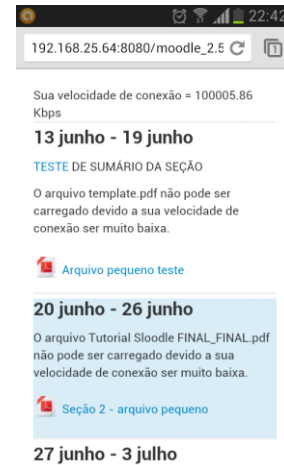 22:42
192.168.25.64:8080/moodle_2.5
1
Sua velocidade de conexão = 100005.86
Kbps
13 junho - 19 junho
TESTE DE SUMÁRIO DA SEÇÃO
O arquivo template.pdf não pode ser
carregado devido a sua velocidade de
conexão ser muito baixa.
Arquivo pequeno teste
20 junho - 26 junho
O arquivo Tutorial Sloodle FINAL_FINAL.pdf
não pode ser carregado devido a sua
velocidade de conexão ser muito baixa.
Seção 2 - arquivo pequeno
27 junho - 3 julho